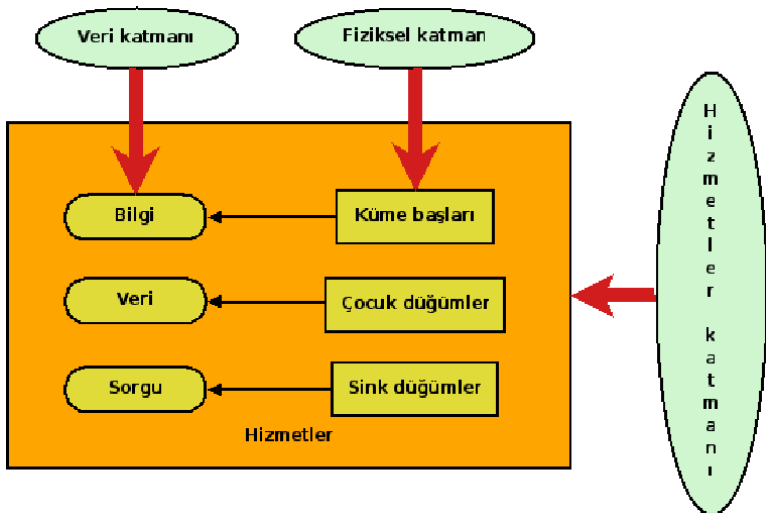 Veri katmanı
Fiziksel katman
Bilgi
Küme başları
Veri
Çocuk düğümler
Sorgu
Sink düğümler
Hizmetler
Hizmetler katmanı